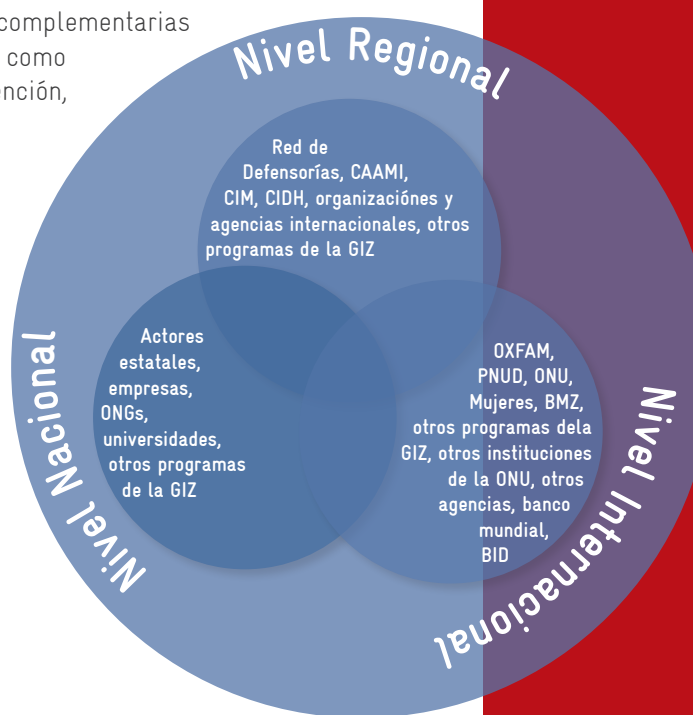 complementarias
como
ención,
Nivel Regional
Red de
Defensorías, CAAMI,
CIM, CIDH, organizaciónes y
agencias internacionales, otros
programas de la GIZ
Nivel Nacional
Actores
estatales,
empresas,
ONGs,
universidades,
otros programas
de la GIZ
Nivel Internacional
OXFAM,
PNUD, ONU,
Mujeres, BMZ,
otros programas dela
GIZ, otros instituciones
de la ONU, otros
agencias, banco
mundial,
BID